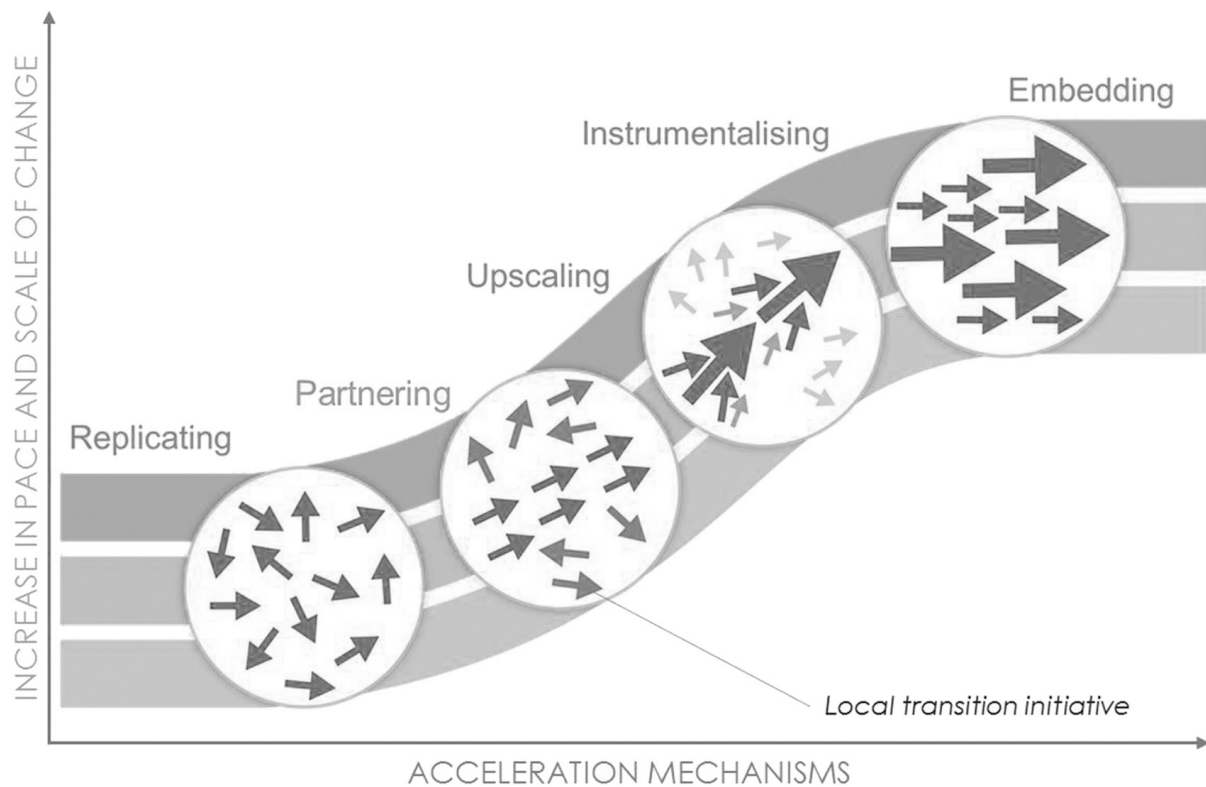 Embedding
Instrumentalising
Upscaling
Partnering
Replicating
INCREASE IN PACE AND SCALE OF CHANGE
Local transition initiative
ACCELERATION MECHANISMS